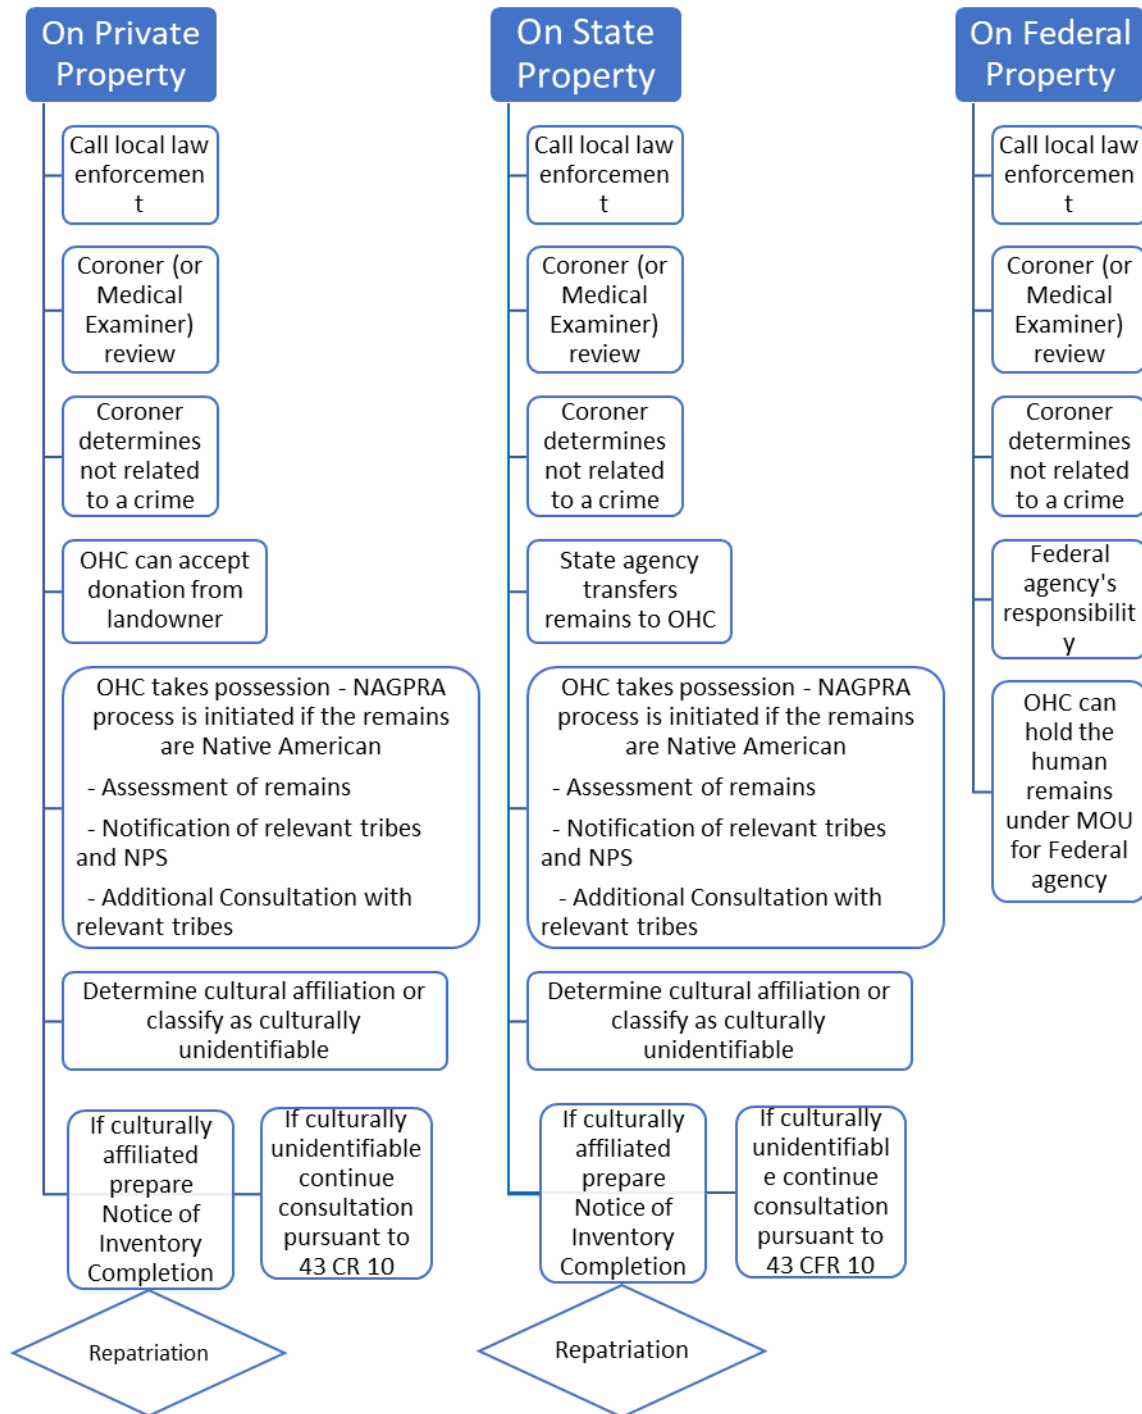 On Private
Property
Call local law
enforcemen
t
Coroner (or
Medical
Examiner)
review
Coroner
determines
not related
to a crime
OHC can accept
donation from
landowner
OHC takes possession - NAGPRA
process is initiated if the remains
are Native American
- Assessment of remains
- Notification of relevant tribes
and NPS
- Additional Consultation with
relevant tribes
Determine cultural affiliation or
classify as culturally
unidentifiable
If culturally
affiliated
prepare
Notice of
Inventory
Completion
If culturally
unidentifiable
continue
consultation
pursuant to
43 CR 10
Repatriation
On State
Property
Call local law
enforcemen
t
Coroner (or
Medical
Examiner)
review
Coroner
determines
not related
to a crime
State agency
transfers
remains to OHC
OHC takes possession - NAGPRA
process is initiated if the remains
are Native American
- Assessment of remains
- Notification of relevant tribes
and NPS
- Additional Consultation with
relevant tribes
Determine cultural affiliation or
classify as culturally
unidentifiable
If culturally
affiliated
prepare
Notice of
Inventory
Completion
If culturally
unidentifiabl
e continue
consultation
pursuant to
43 CFR 10
Repatriation
On Federal
Property
Call local law
enforcemen
t
Coroner (or
Medical
Examiner)
review
Coroner
determines
not related
to a crime
Federal
agency's
responsibilit
y
OHC can
hold the
human
remains
under MOU
for Federal
agency